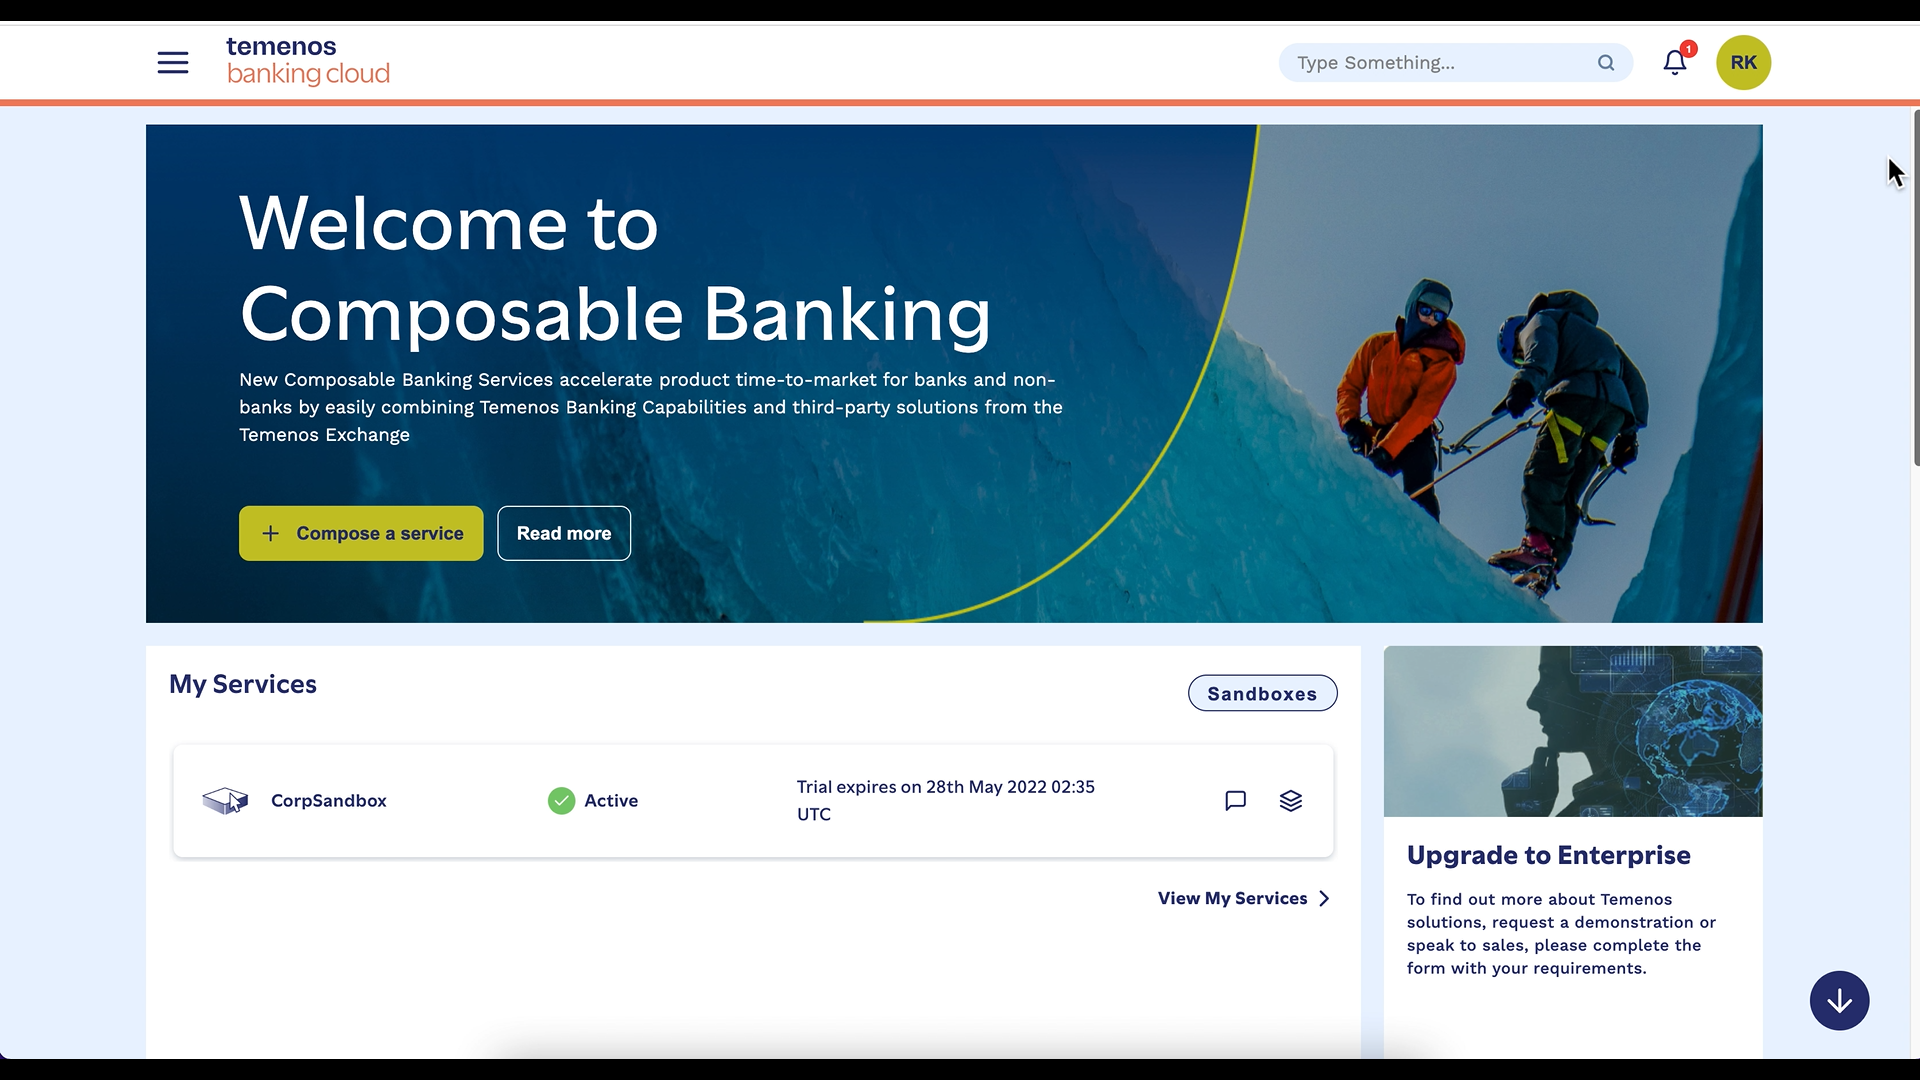 temenos
banking cloud
Type Something...
1
RK
Welcome to
Composable Banking
New Composable Banking Services accelerate product time-to-market for banks and non-
banks by easily combining Temenos Banking Capabilities and third-party solutions from the
Temenos Exchange
+ Compose a service
Read more
My Services
Sandboxes
CorpSandbox
Active
Trial expires on 28th May 2022 02:35
UTC
View My Services
Upgrade to Enterprise
To find out more about Temenos
solutions, request a demonstration or
speak to sales, please complete the
form with your requirements.